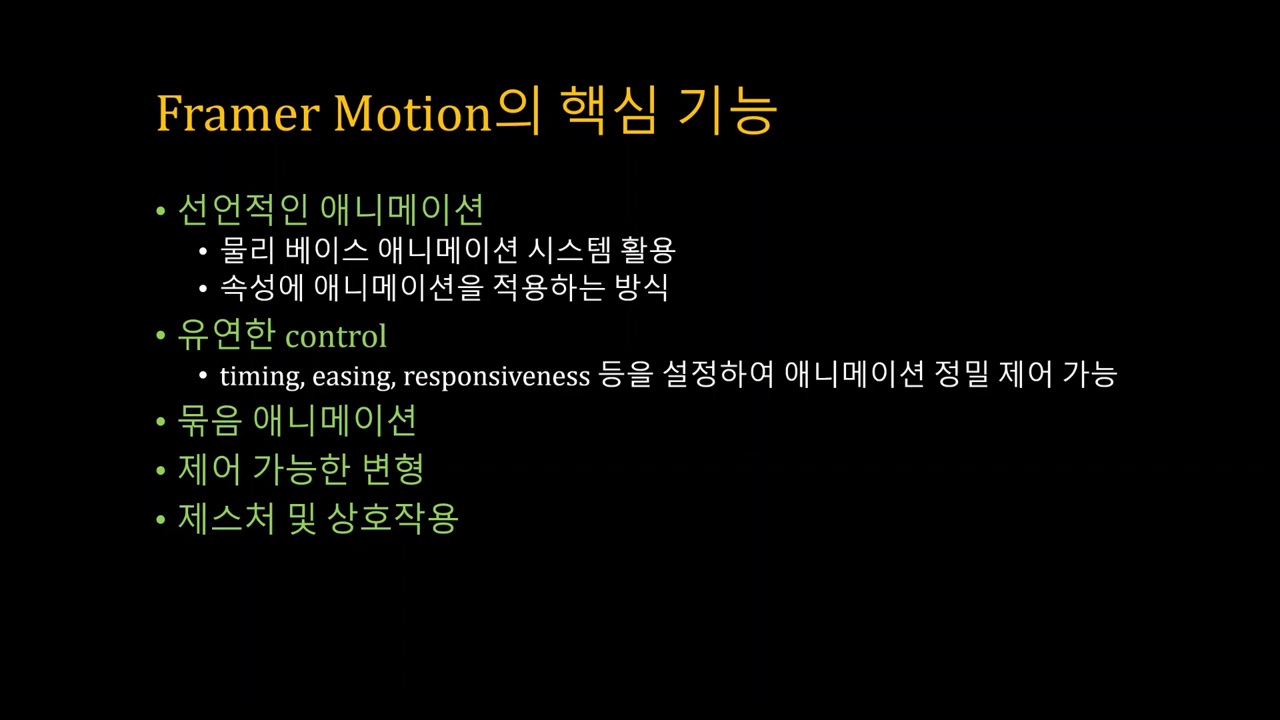 Framer Motion의 핵심 기능
• 선언적인 애니메이션
• 물리 베이스 애니메이션 시스템 활용
• 속성에 애니메이션을 적용하는 방식
• 유연한 control
• timing, easing, responsiveness 등을 설정하여 애니메이션 정밀 제어 가능
• 묶음 애니메이션
• 제어 가능한 변형
• 제스처 및 상호작용